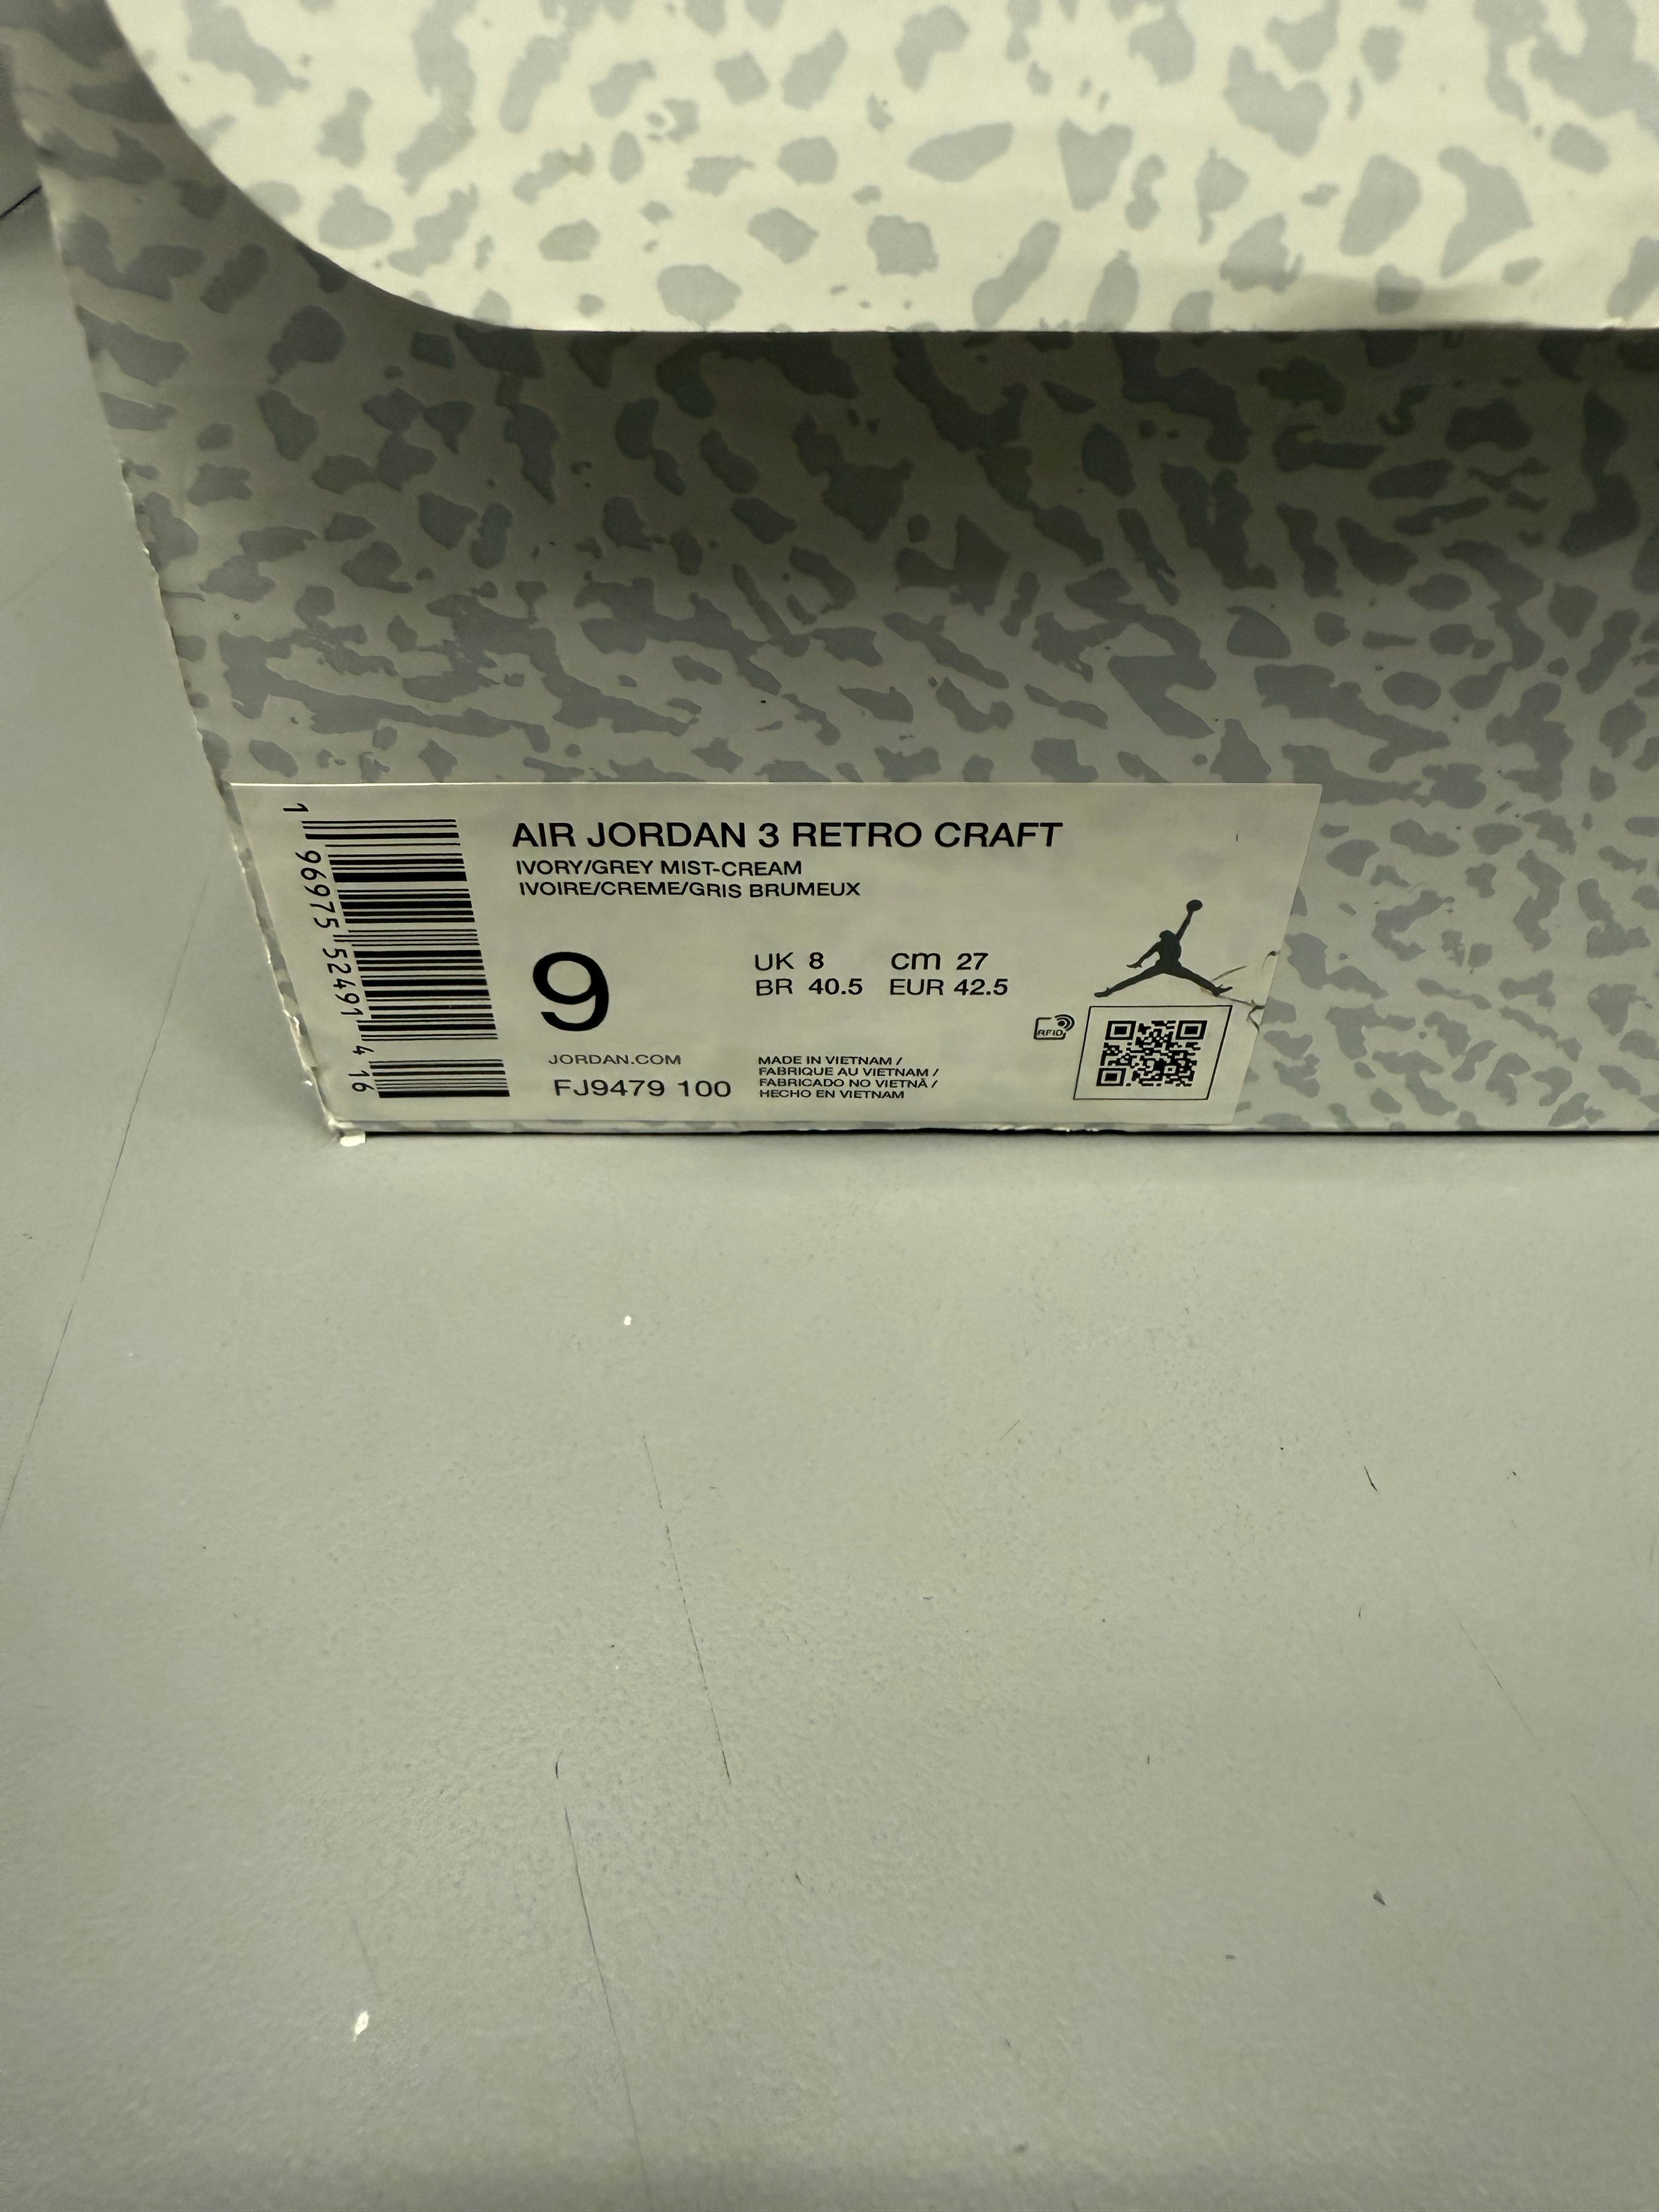 AIR JORDAN 3 RETRO CRAFT
IVORY/GREY MIST-CREAM
IVOIRE/CREME/GRIS BRUMEUX
9
UK 8 cm 27
BR 40.5 EUR 42.5
RFID
JORDAN.COM
FJ9479 100
MADE IN VIETNAM /
FABRIQUE AU VIETNAM /
FABRICADO NO VIETNÃ /
HECHO EN VIETNAM
1 96975 52491 4 16